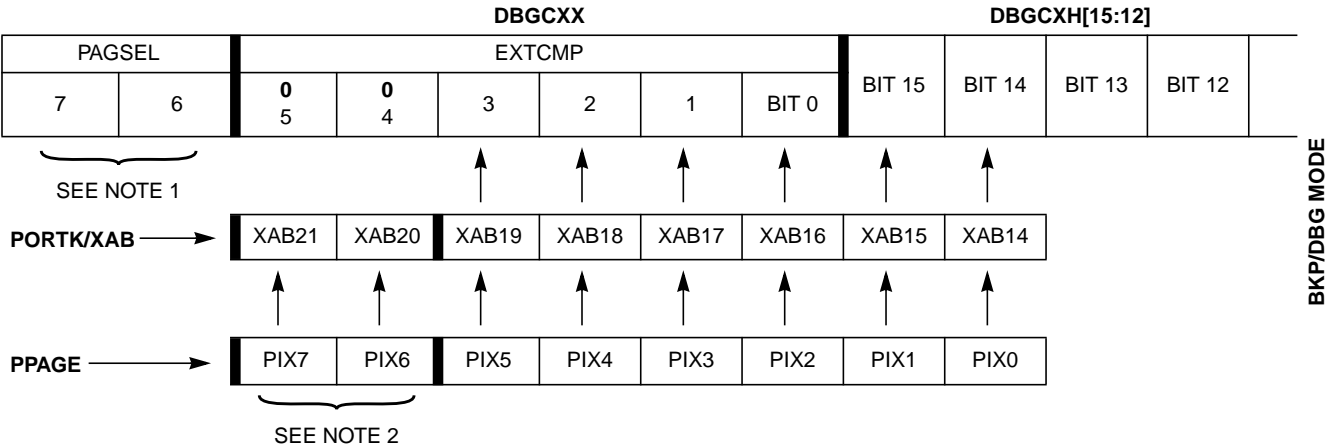 DBGCXX DBGCXH[15:12]
PAGSEL EXTCMP
BIT 15 BIT 14 BIT 13 BIT 12
7 6 0 5 0 4 3 2 1 BIT 0
SEE NOTE 1
PORTK/XAB XAB21 XAB20 XAB19 XAB18 XAB17 XAB16 XAB15 XAB14
PPAGE PIX7 PIX6 PIX5 PIX4 PIX3 PIX2 PIX1 PIX0
SEE NOTE 2
BKP/DBG MODE